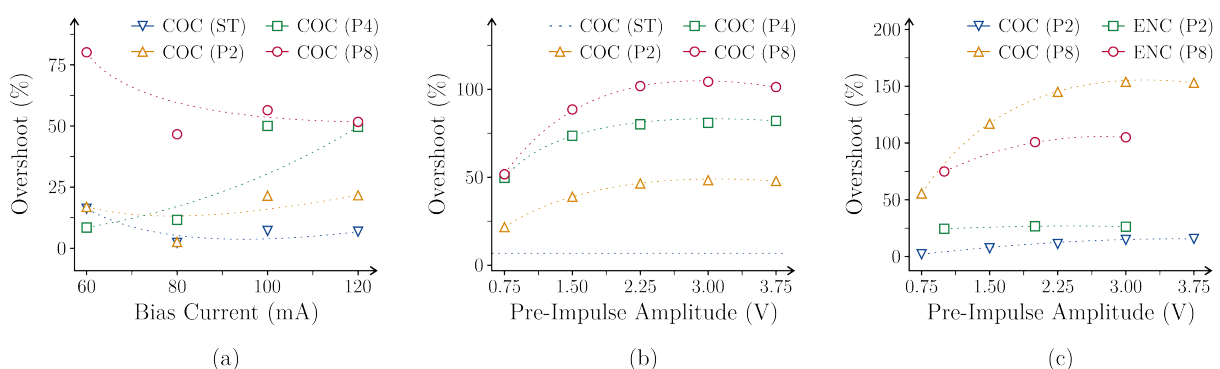 COC (ST)
COC (P4)
COC (P2)
COC (P8)
75
50
25
0
Overshoot (%)
60
80
100
120
Bias Current (mA)
(a)
COC (ST)
COC (P4)
COC (P2)
COC (P8)
100
50
0
Overshoot (%)
0.75
1.50
2.25
3.00
3.75
Pre-Impulse Amplitude (V)
(b)
COC (P2)
ENC (P2)
COC (P8)
ENC (P8)
200
150
100
50
0
Overshoot (%)
0.75
1.50
2.25
3.00
3.75
Pre-Impulse Amplitude (V)
(c)